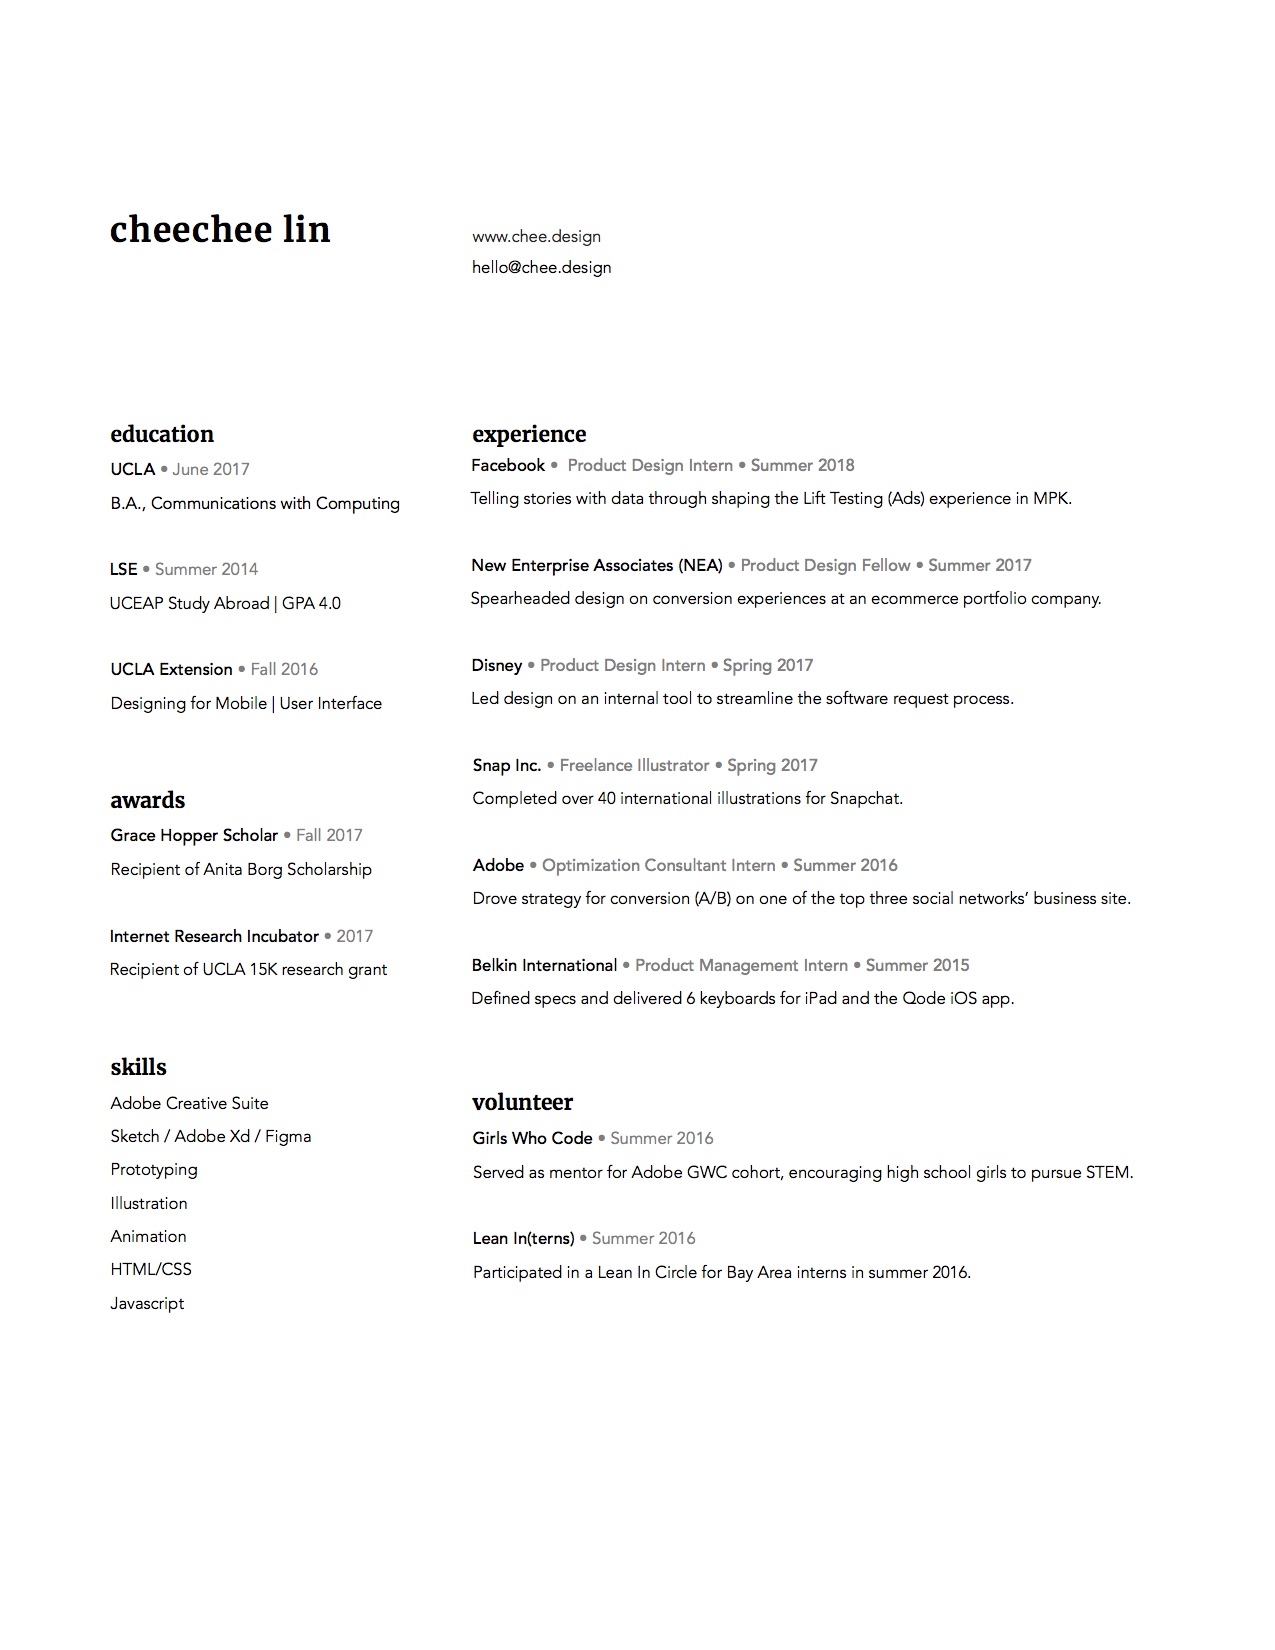 cheechee lin
www.chee.design
hello@chee.design
education
UCLA • June 2017
B.A., Communications with Computing
LSE • Summer 2014
UCEAP Study Abroad | GPA 4.0
UCLA Extension • Fall 2016
Designing for Mobile | User Interface
awards
Grace Hopper Scholar • Fall 2017
Recipient of Anita Borg Scholarship
Internet Research Incubator • 2017
Recipient of UCLA 15K research grant
skills
Adobe Creative Suite
Sketch / Adobe Xd / Figma
Prototyping
Illustration
Animation
HTML/CSS
Javascript
experience
Facebook • Product Design Intern • Summer 2018
Telling stories with data through shaping the Lift Testing (Ads) experience in MPK.
New Enterprise Associates (NEA) • Product Design Fellow • Summer 2017
Spearheaded design on conversion experiences at an ecommerce portfolio company.
Disney • Product Design Intern • Spring 2017
Led design on an internal tool to streamline the software request process.
Snap Inc. • Freelance Illustrator • Spring 2017
Completed over 40 international illustrations for Snapchat.
Adobe • Optimization Consultant Intern • Summer 2016
Drove strategy for conversion (A/B) on one of the top three social networks’ business site.
Belkin International • Product Management Intern • Summer 2015
Defined specs and delivered 6 keyboards for iPad and the Qode iOS app.
volunteer
Girls Who Code • Summer 2016
Served as mentor for Adobe GWC cohort, encouraging high school girls to pursue STEM.
Lean In(terns) • Summer 2016
Participated in a Lean In Circle for Bay Area interns in summer 2016.